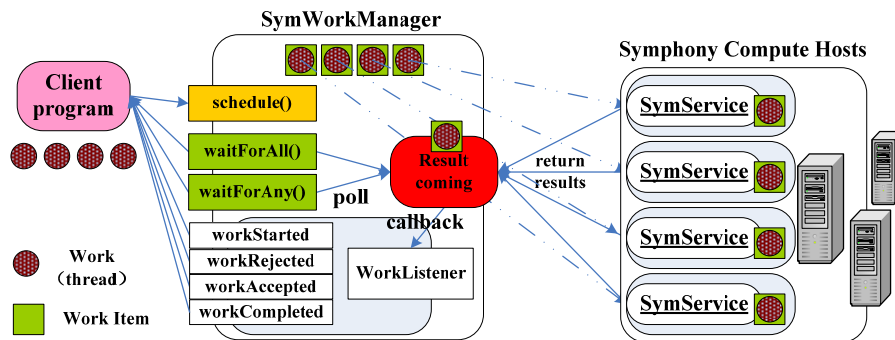 SymWorkManager
Symphony Compute Hosts
Client
program
schedule()
waitForAll()
waitForAny()
poll
Result
coming
callback
return
results
workStarted
workRejected
workAccepted
workCompleted
WorkListener
SymService
SymService
SymService
SymService
Work
（thread）
Work Item